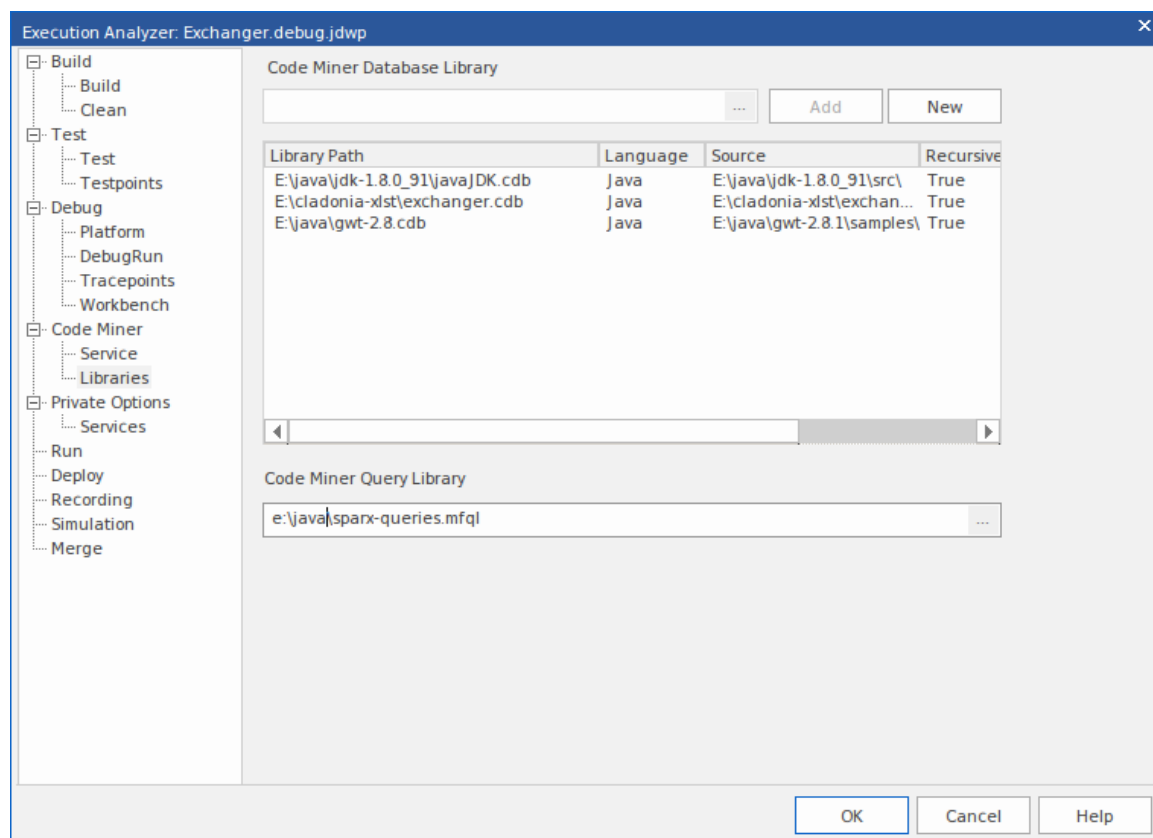 Execution Analyzer: Exchanger.debug.jdwp
Build
Build
Clean
Test
Test
Testpoints
Debug
Platform
DebugRun
Tracepoints
Workbench
Code Miner
Service
Libraries
Private Options
Services
Run
Deploy
Recording
Simulation
Merge
Code Miner Database Library
... Add New
Library Path Language Source Recursive
E:\java\jdk-1.8.0_91\javaJDK.cdb Java E:\java\jdk-1.8.0_91\src\ True
E:\cladonia-xlst\exchanger.cdb Java E:\cladonia-xlst\exchan... True
E:\java\gwt-2.8.cdb Java E:\java\gwt-2.8.1\samples\ True
Code Miner Query Library
e:\java\sparx-queries.mfql ...
OK Cancel Help